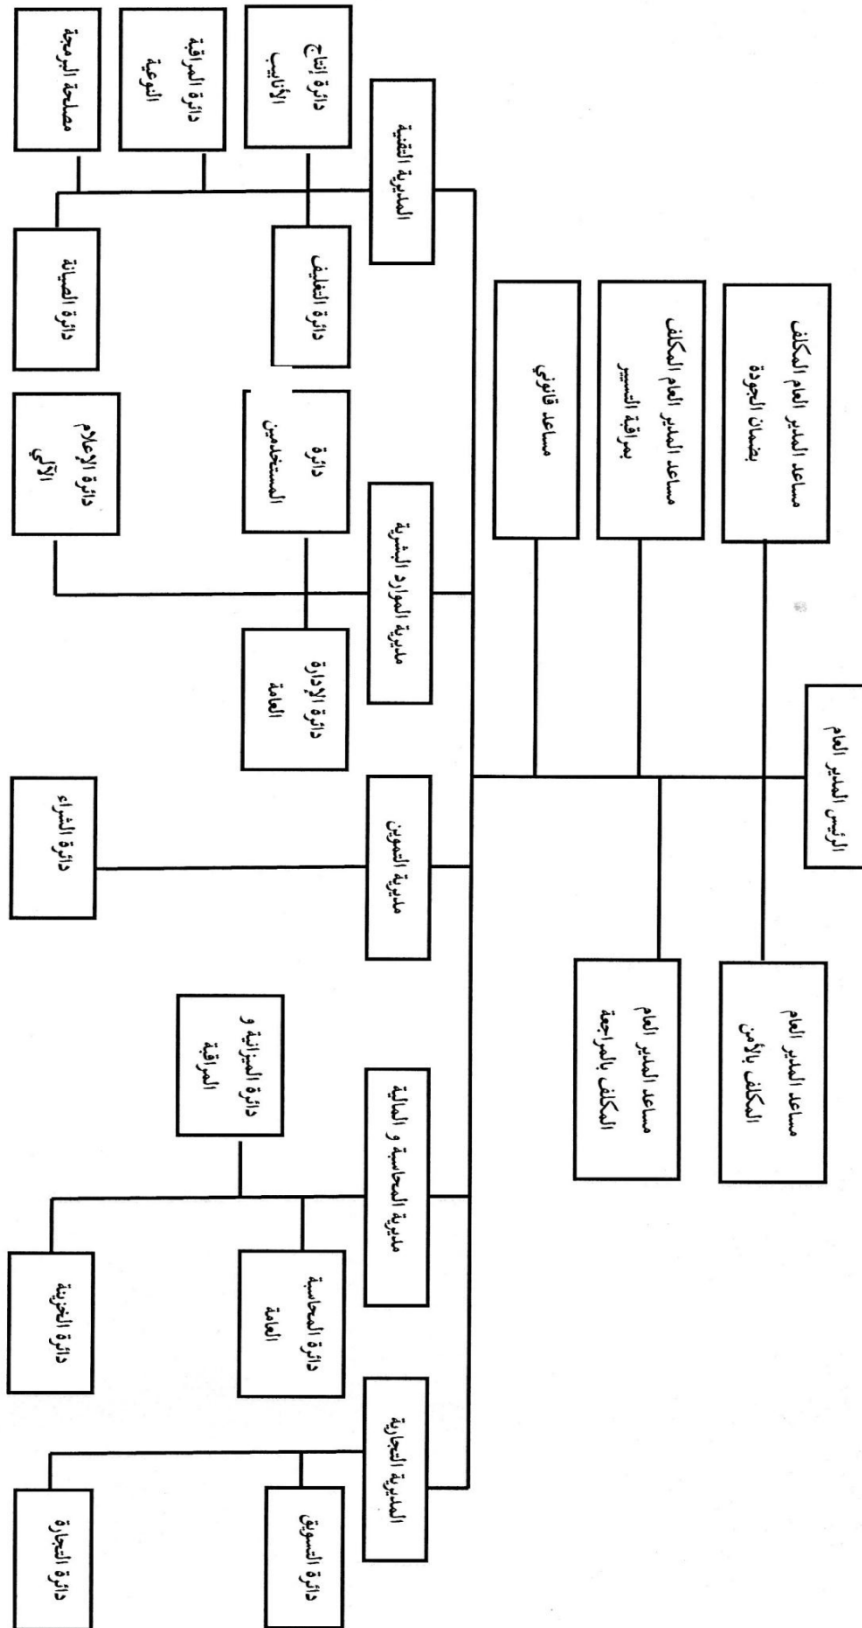 الرئيس المدير العام
مساعد المدير العام
المكلف بالأمن
مساعد المدير العام المكلف
بضمان الجودة
مساعد المدير العام
المكلف بالمراجعة
مساعد المدير العام المكلف
بمراقبة التسيير
مساعد قانوني
المديرية التجارية
مديرية المحاسبة و المالية
مديرية التموين
مديرية الموارد البشرية
المديرية التقنية
دائرة التسويق
دائرة التجارة
دائرة المحاسبة
العامة
دائرة الميزانية و
المراقبة
دائرة الخزينة
دائرة الشراء
دائرة الإدارة
العامة
دائرة
المستخدمين
دائرة الإعلام
الآلي
دائرة التغليف
دائرة إنتاج
الأنابيب
دائرة المراقبة
النوعية
دائرة الصيانة
مصلحة البرمجة